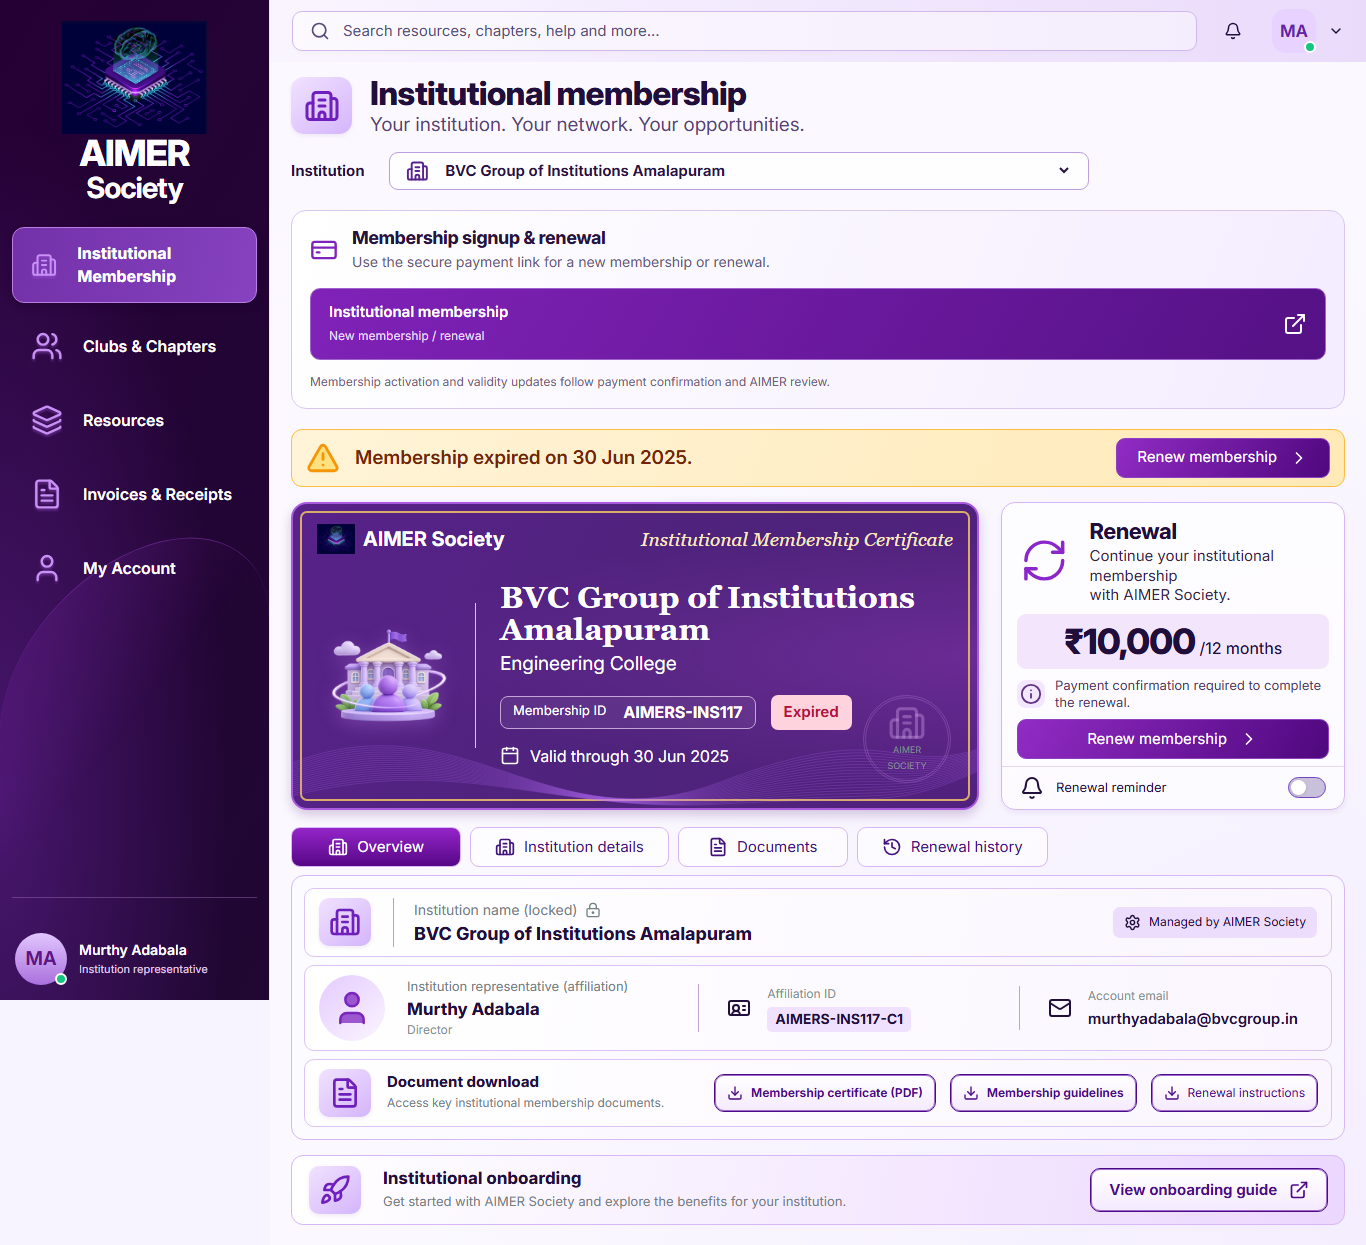 AIMER
Society
Institutional
Membership
Clubs & Chapters
Resources
Invoices & Receipts
My Account
MA
Murthy Adabala
Institution representative
Search resources, chapters, help and more...
MA
Institutional membership
Your institution. Your network. Your opportunities.
Institution
BVC Group of Institutions Amalapuram
Membership signup & renewal
Use the secure payment link for a new membership or renewal.
Institutional membership
New membership / renewal
Membership activation and validity updates follow payment confirmation and AIMER review.
Membership expired on 30 Jun 2025.
Renew membership
AIMER Society
Institutional Membership Certificate
BVC Group of Institutions
Amalapuram
Engineering College
Membership ID AIMERS-INS117
Expired
Valid through 30 Jun 2025
AIMER
SOCIETY
Renewal
Continue your institutional
membership
with AIMER Society.
₹10,000 /12 months
Payment confirmation required to complete
the renewal.
Renew membership
Renewal reminder
Overview
Institution details
Documents
Renewal history
Institution name (locked)
BVC Group of Institutions Amalapuram
Managed by AIMER Society
Institution representative (affiliation)
Murthy Adabala
Director
Affiliation ID
AIMERS-INS117-C1
Account email
murthyadabala@bvcgroup.in
Document download
Access key institutional membership documents.
Membership certificate (PDF)
Membership guidelines
Renewal instructions
Institutional onboarding
Get started with AIMER Society and explore the benefits for your institution.
View onboarding guide